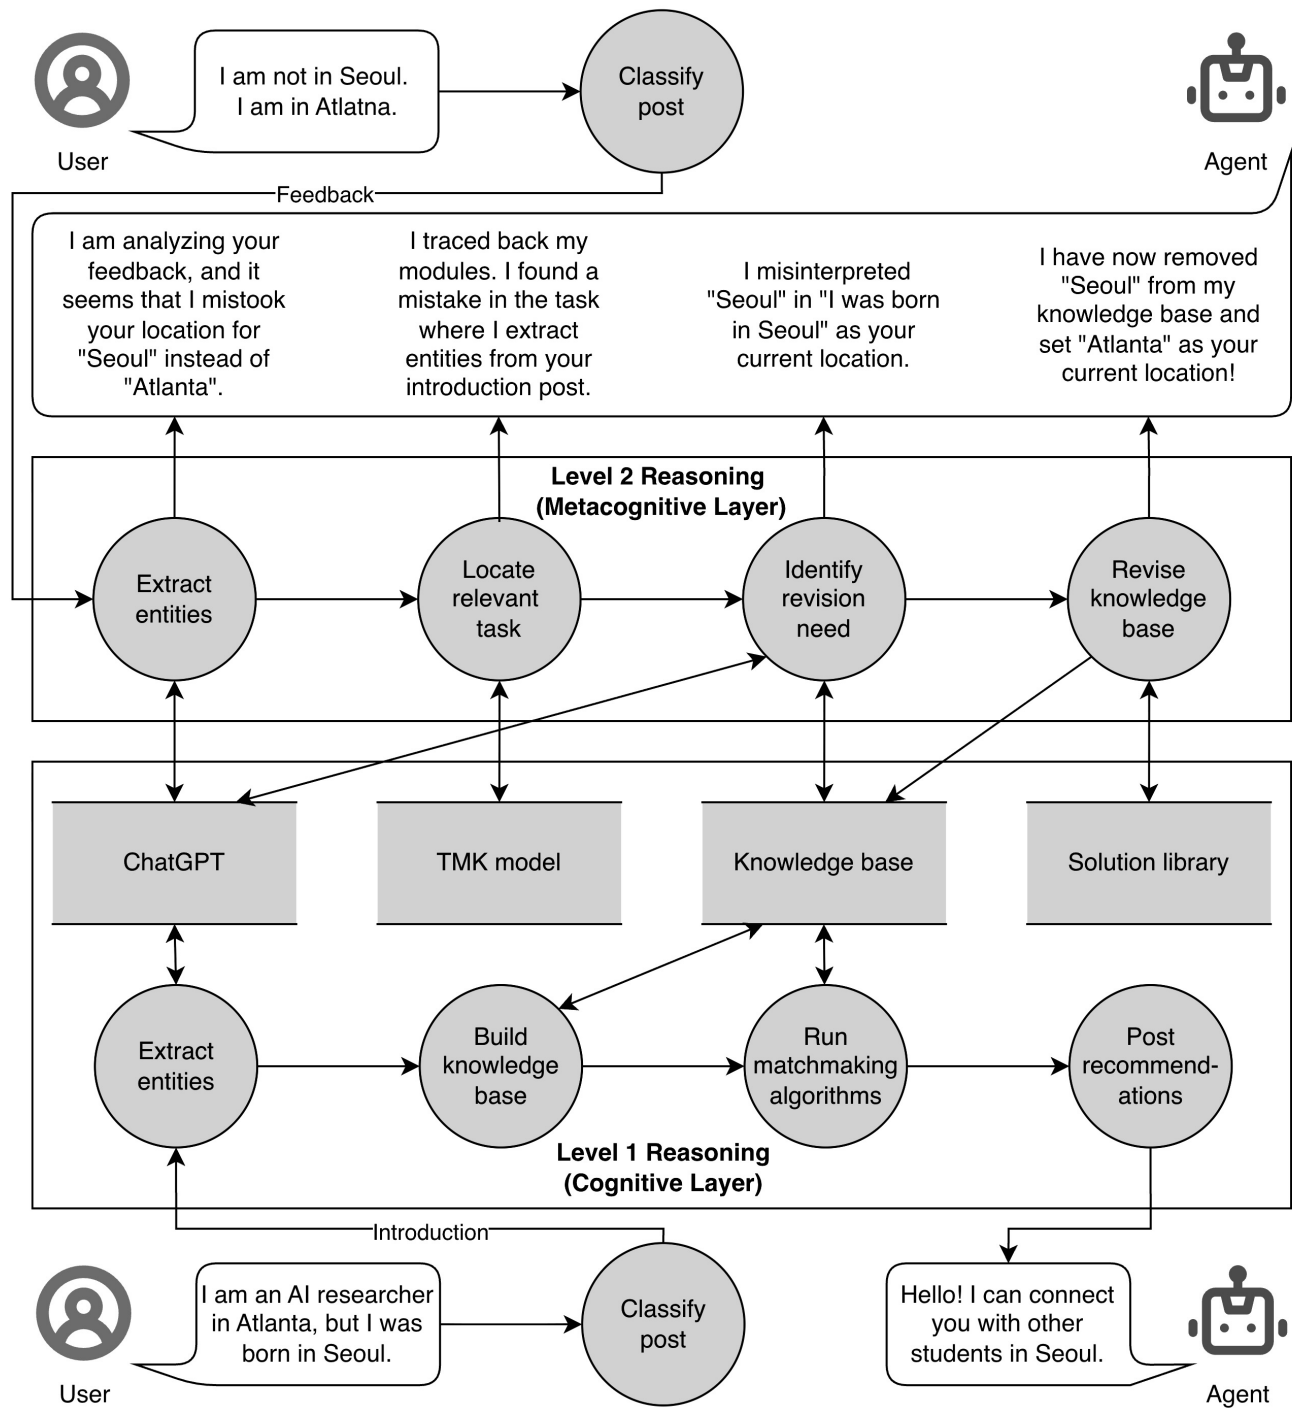 I am not in Seoul.
I am in Atlatna.
Classify
post
User
Agent
Feedback
I am analyzing your
feedback, and it
seems that I mistook
your location for
"Seoul" instead of
"Atlanta".
I traced back my
modules. I found a
mistake in the task
where I extract
entities from your
introduction post.
I misinterpreted
"Seoul" in "I was born
in Seoul" as your
current location.
I have now removed
"Seoul" from my
knowledge base and
set "Atlanta" as your
current location!
Level 2 Reasoning
(Metacognitive Layer)
Extract
entities
Locate
relevant
task
Identify
revision
need
Revise
knowledge
base
ChatGPT
TMK model
Knowledge base
Solution library
Extract
entities
Build
knowledge
base
Run
matchmaking
algorithms
Post
recommend-
ations
Level 1 Reasoning
(Cognitive Layer)
Introduction
I am an AI researcher
in Atlanta, but I was
born in Seoul.
Classify
post
Hello! I can connect
you with other
students in Seoul.
User
Agent